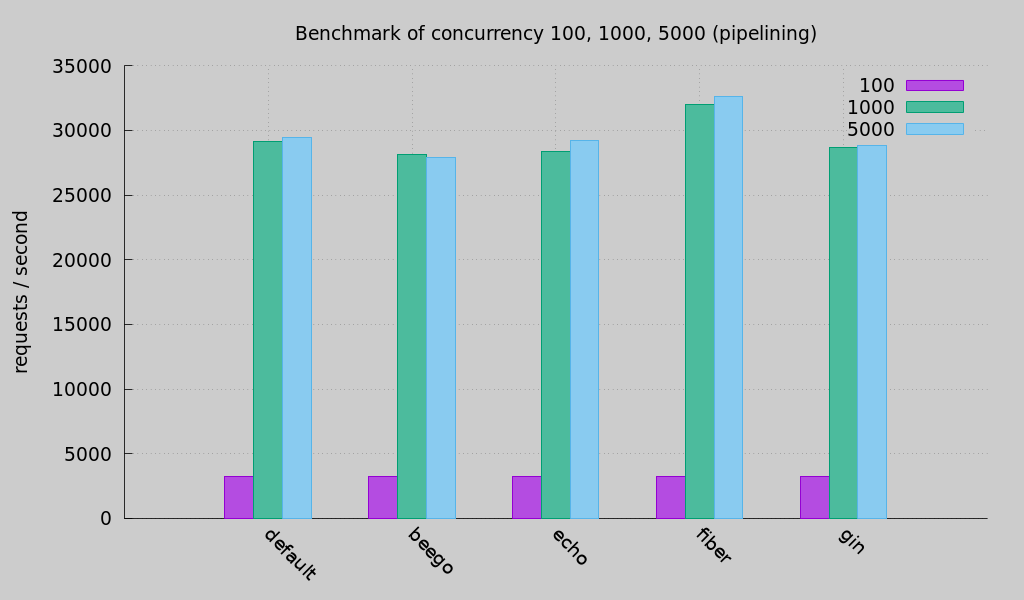 Benchmark of concurrency 100, 1000, 5000 (pipelining)
35000
30000
25000
20000
15000
10000
5000
0
requests / second
100
1000
5000
default
beego
echo
fiber
gin